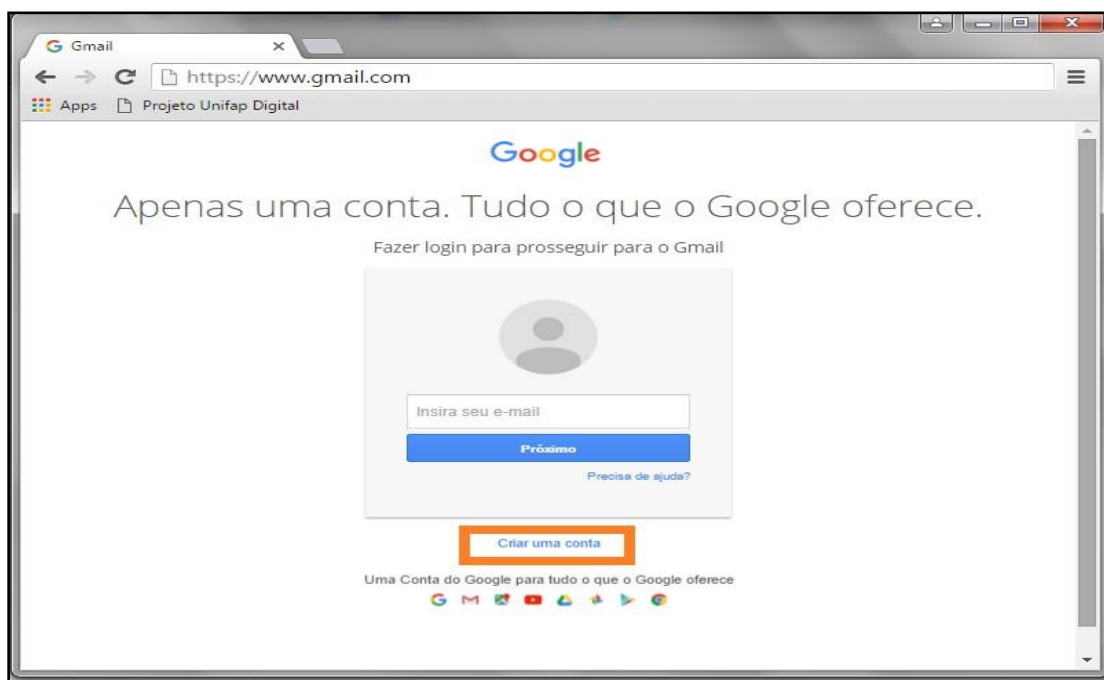 Gmail
https://www.gmail.com
Apps Projeto Unifap Digital
Google
Apenas uma conta. Tudo o que o Google oferece.
Fazer login para prosseguir para o Gmail
Insira seu e-mail
Próximo
Precisa de ajuda?
Criar uma conta
Uma Conta do Google para tudo o que o Google oferece